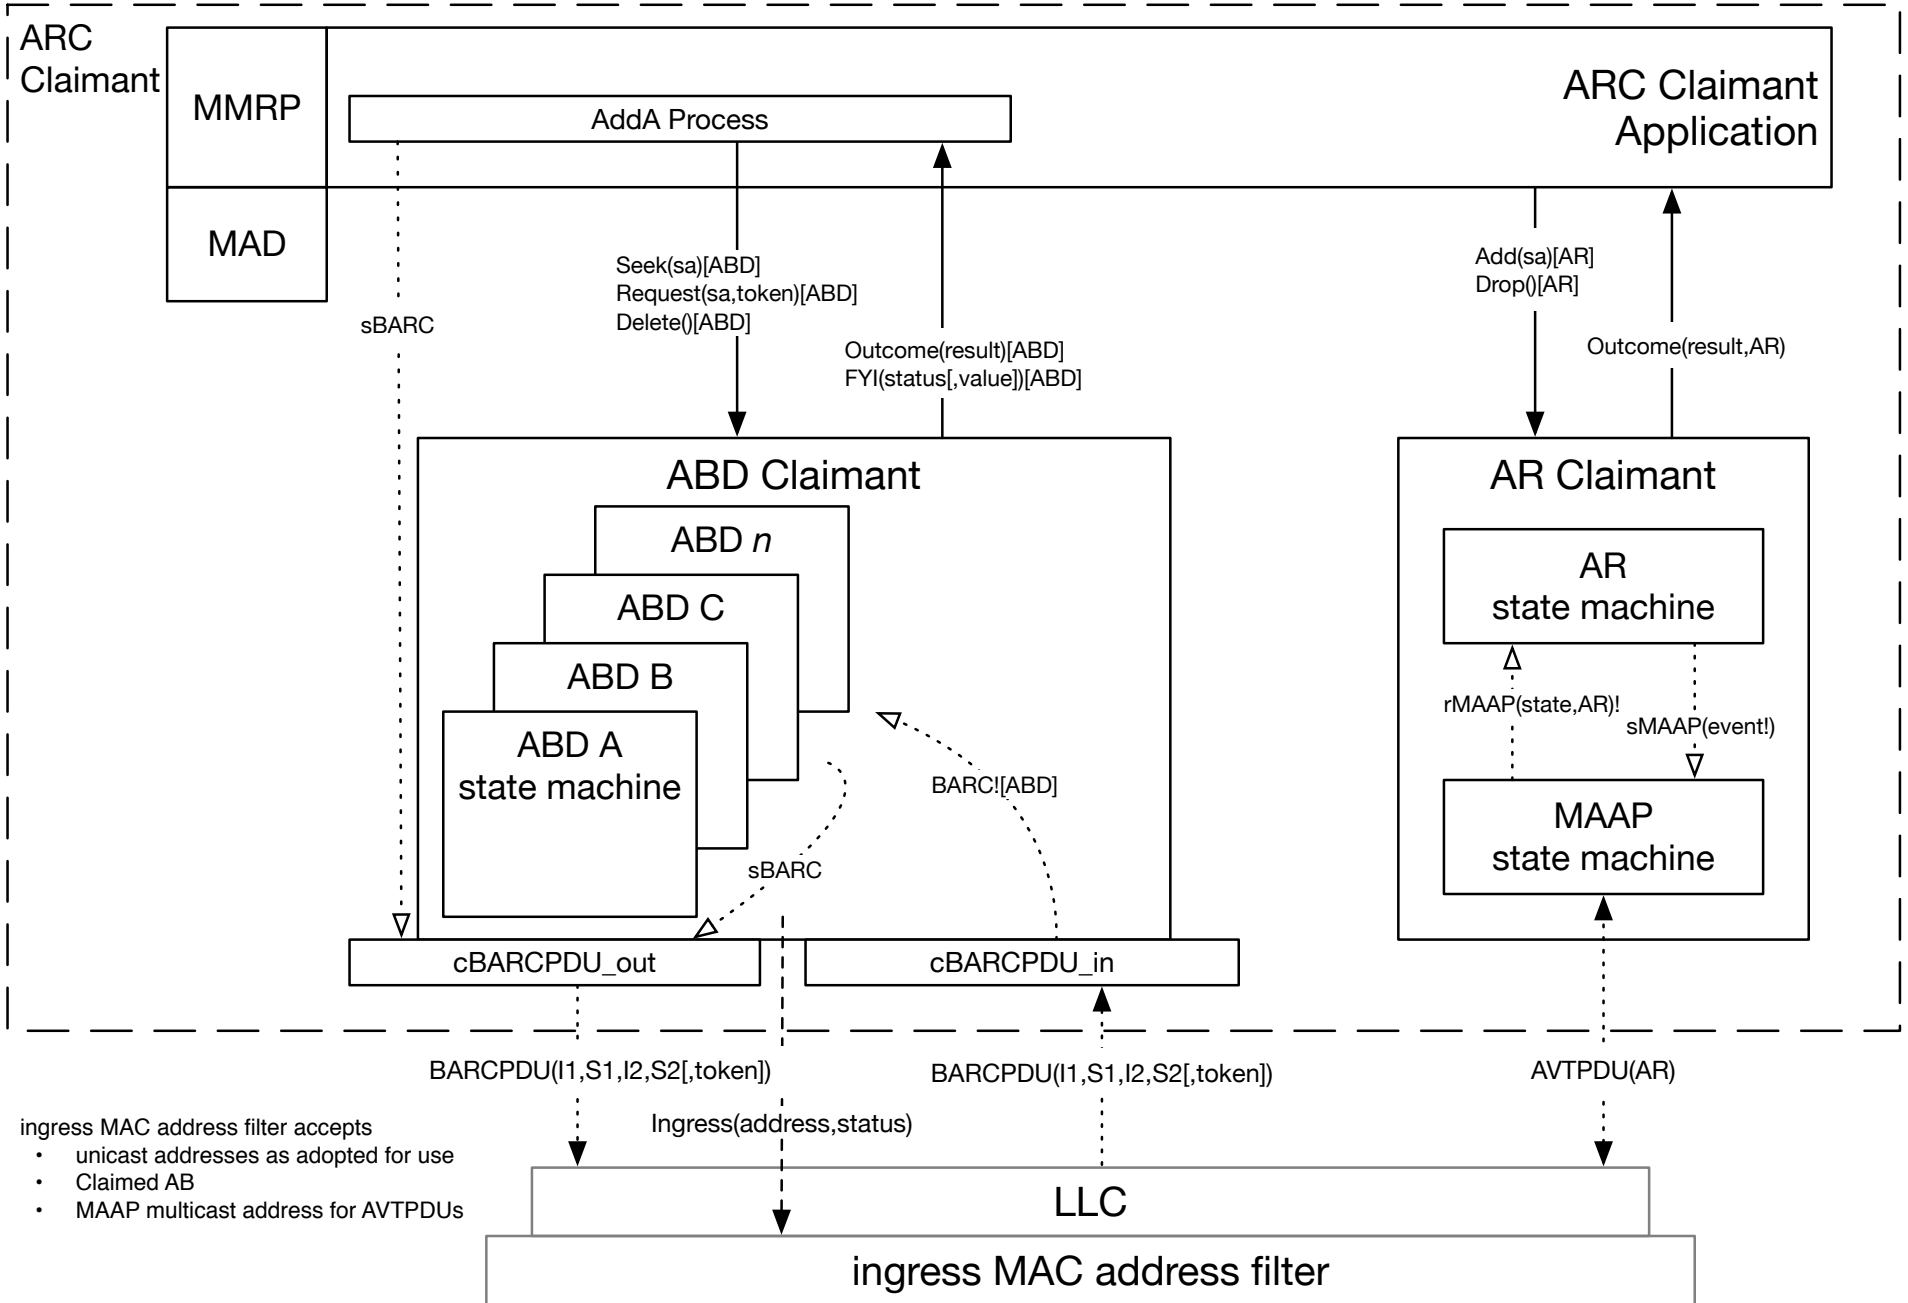 ARC
Claimant
MMRP
ARC Claimant
Application
AddA Process
MAD
Seek(sa)[ABD]
Request(sa,token)[ABD]
Delete()[ABD]
Add(sa)[AR]
Drop()[AR]
sBARC
Outcome(result)[ABD]
FYI(status[,value])[ABD]
Outcome(result,AR)
ABD Claimant
AR Claimant
ABD n
ABD C
ABD B
ABD A
state machine
AR
state machine
rMAAP(state,AR)!
sMAAP(event!)
BARC![ABD]
MAAP
state machine
sBARC
cBARCPDU_out
cBARCPDU_in
BARCPDU(I1,S1,I2,S2[,token])
BARCPDU(I1,S1,I2,S2[,token])
AVTPDU(AR)
Ingress(address,status)
ingress MAC address filter accepts
• unicast addresses as adopted for use
• Claimed AB
• MAAP multicast address for AVTPDUs
LLC
ingress MAC address filter